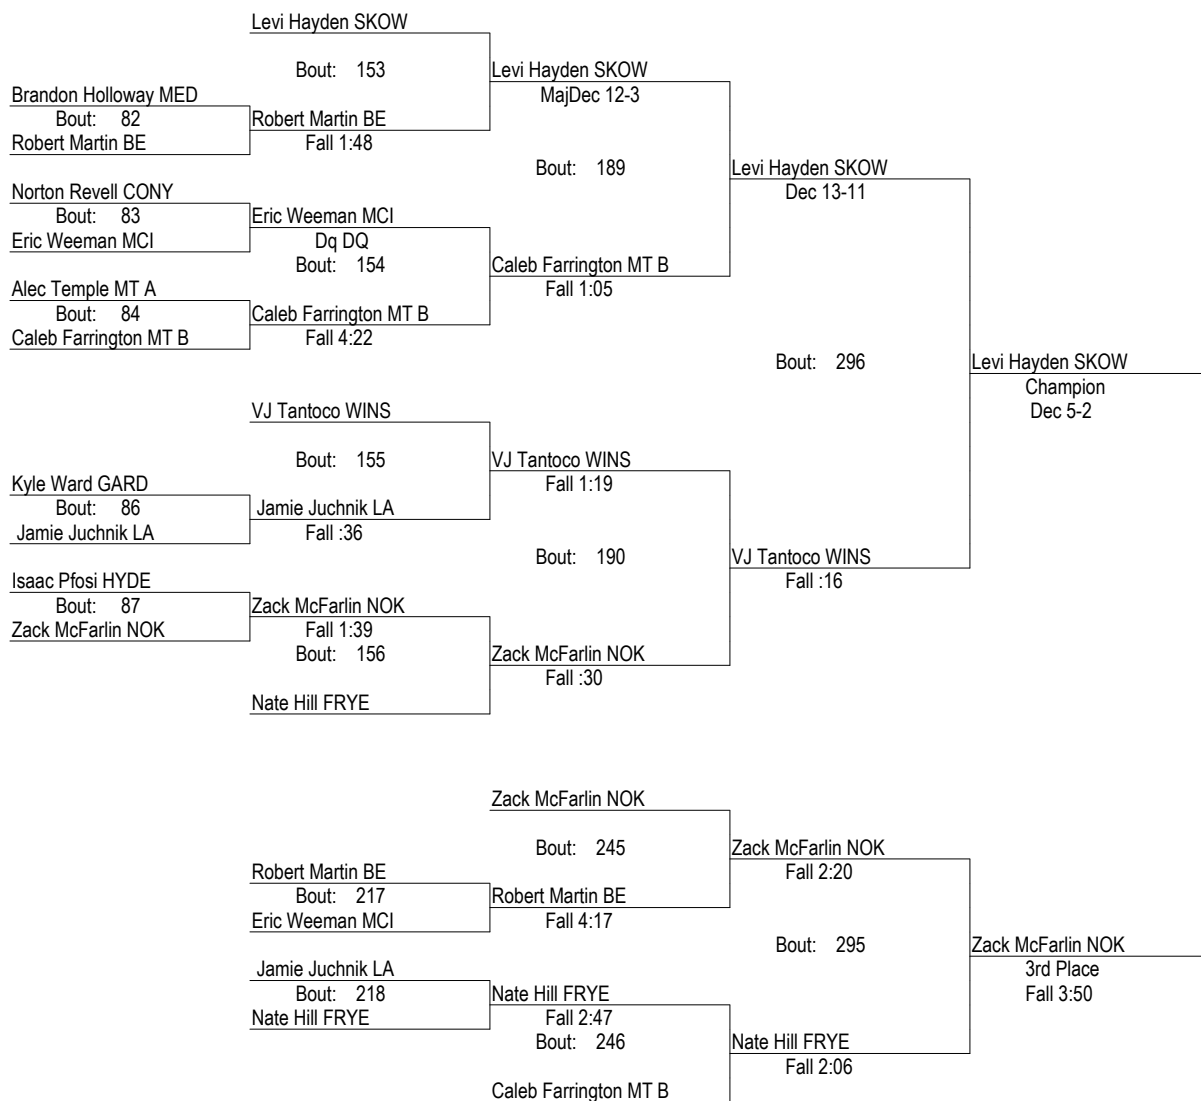 Levi Hayden SKOW
Bout: 153
Levi Hayden SKOW
Brandon Holloway MED
MajDec 12-3
Bout: 82
Robert Martin BE
Robert Martin BE
Fall 1:48
Bout: 189
Levi Hayden SKOW
Norton Revell CONY
Dec 13-11
Bout: 83
Eric Weeman MCI
Eric Weeman MCI
Dq DQ
Bout: 154
Caleb Farrington MT B
Alec Temple MT A
Fall 1:05
Bout: 84
Caleb Farrington MT B
Caleb Farrington MT B
Fall 4:22
Bout: 296
Levi Hayden SKOW
Champion
VJ Tantoco WINS
Dec 5-2
Bout: 155
VJ Tantoco WINS
Kyle Ward GARD
Fall 1:19
Bout: 86
Jamie Juchnik LA
Jamie Juchnik LA
Fall :36
Bout: 190
VJ Tantoco WINS
Isaac Pfosi HYDE
Fall :16
Bout: 87
Zack McFarlin NOK
Zack McFarlin NOK
Fall 1:39
Bout: 156
Zack McFarlin NOK
Fall :30
Nate Hill FRYE
Zack McFarlin NOK
Bout: 245
Zack McFarlin NOK
Robert Martin BE
Fall 2:20
Bout: 217
Robert Martin BE
Eric Weeman MCI
Fall 4:17
Bout: 295
Zack McFarlin NOK
Jamie Juchnik LA
3rd Place
Bout: 218
Nate Hill FRYE
Fall 3:50
Nate Hill FRYE
Fall 2:47
Bout: 246
Nate Hill FRYE
Fall 2:06
Caleb Farrington MT B